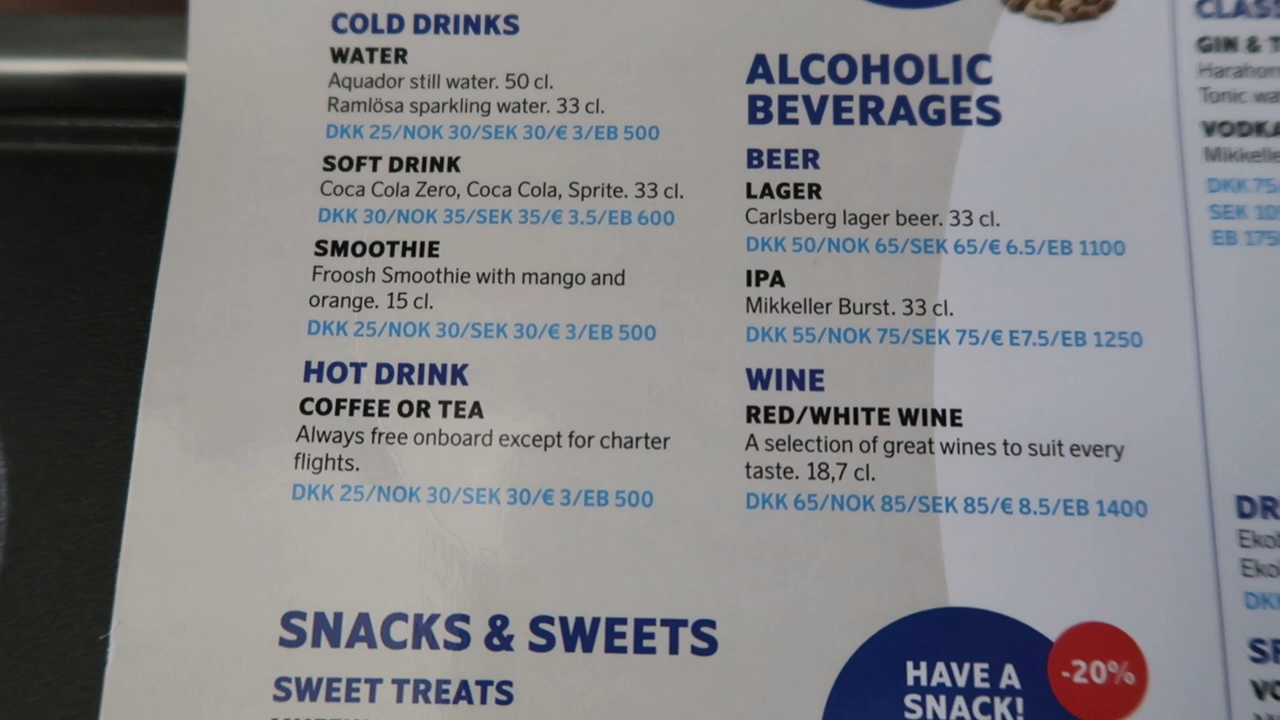 COLD DRINKS
WATER
Aquador still water. 50 cl.
Ramlösa sparkling water. 33 cl.
DKK 25/NOK 30/SEK 30/€ 3/EB 500
SOFT DRINK
Coca Cola Zero, Coca Cola, Sprite. 33 cl.
DKK 30/NOK 35/SEK 35/€ 3.5/EB 600
SMOOTHIE
Froosh Smoothie with mango and
orange. 15 cl.
DKK 25/NOK 30/SEK 30/€ 3/EB 500
HOT DRINK
COFFEE OR TEA
Always free onboard except for charter
flights.
DKK 25/NOK 30/SEK 30/€ 3/EB 500
SNACKS & SWEETS
SWEET TREATS
ALCOHOLIC
BEVERAGES
BEER
LAGER
Carlsberg lager beer. 33 cl.
DKK 50/NOK 65/SEK 65/€ 6.5/EB 1100
IPA
Mikkeller Burst. 33 cl.
DKK 55/NOK 75/SEK 75/€ E7.5/EB 1250
WINE
RED/WHITE WINE
A selection of great wines to suit every
taste. 18,7 cl.
DKK 65/NOK 85/SEK 85/€ 8.5/EB 1400
HAVE A
SNACK!
-20%
GIN &
Tonic
DKK 75
SEK 10
EB 175